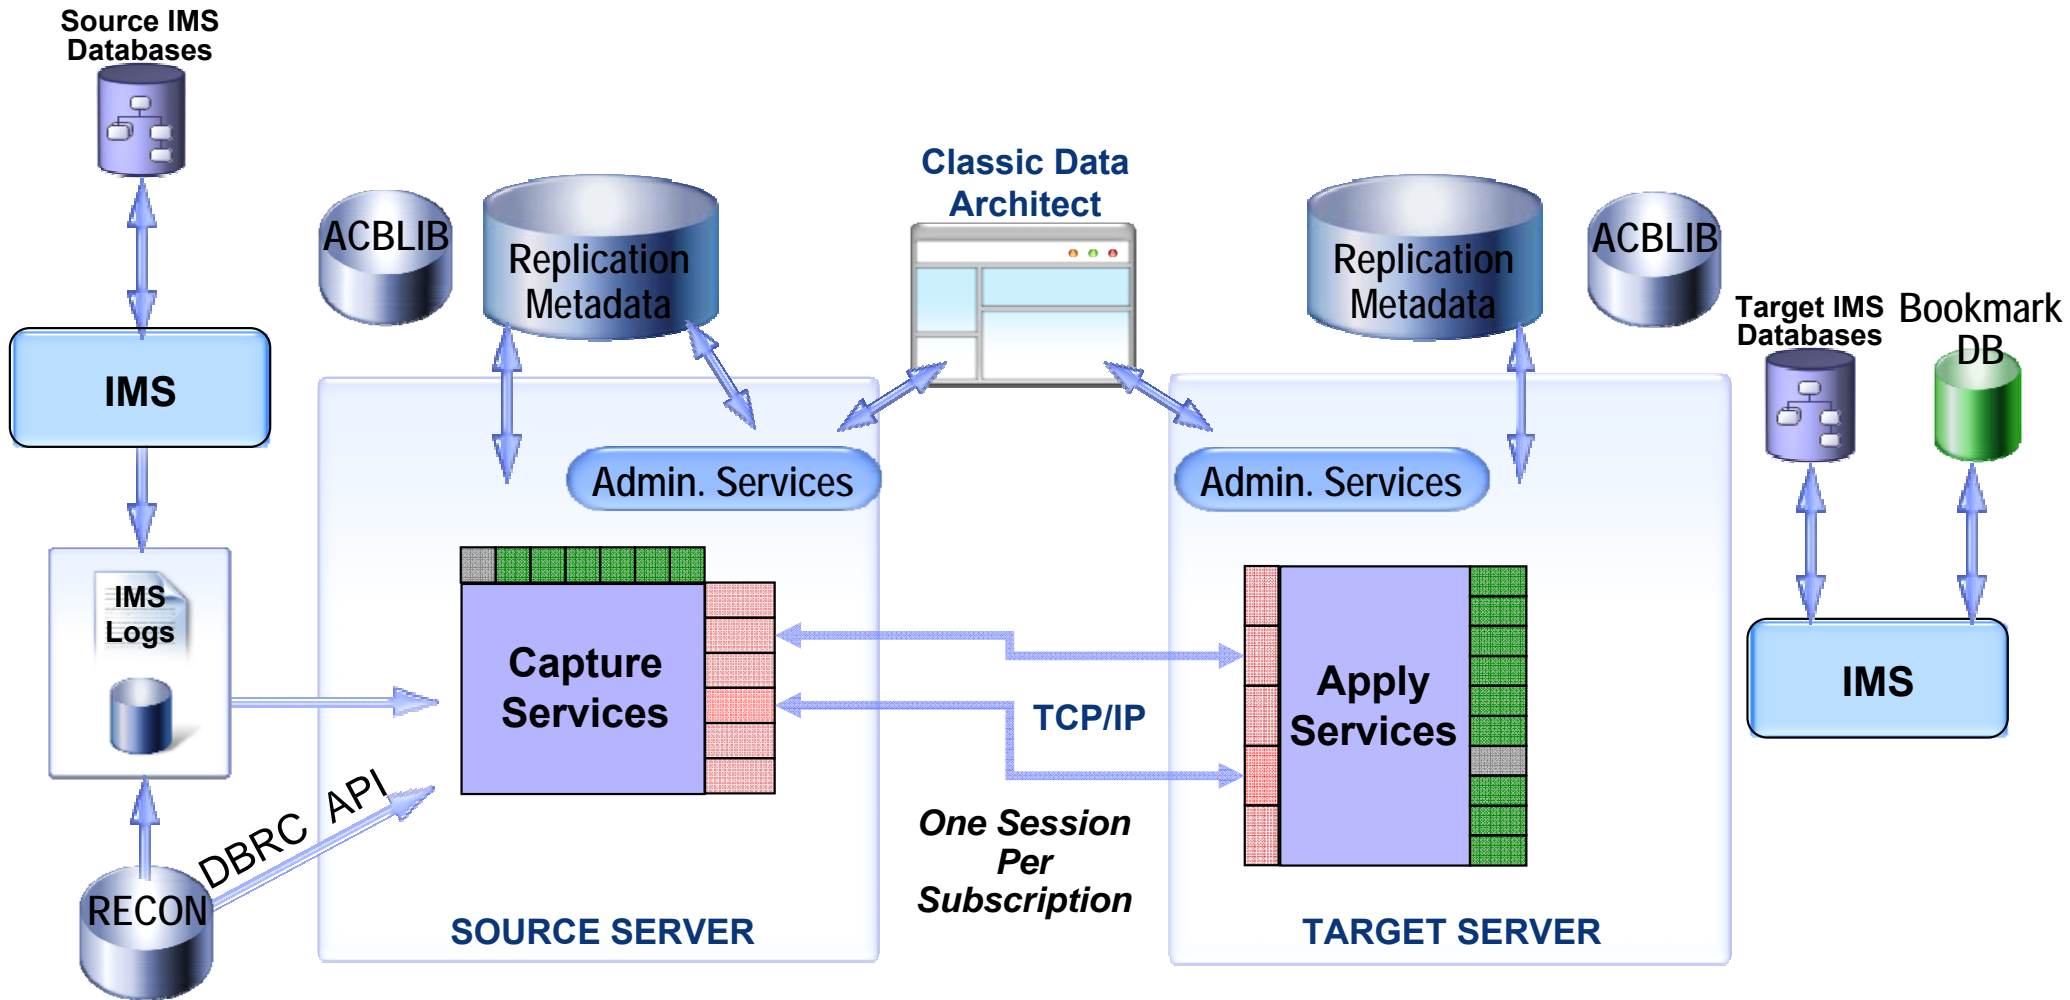 Source IMS
Databases
Classic Data
Architect
ACBLIB
Replication
Metadata
Replication
Metadata
ACBLIB
Target IMS
Databases
Bookmark
DB
IMS
Admin. Services
Admin. Services
IMS
Logs
Capture
Services
TCP/IP
Apply
Services
IMS
DBRC API
One Session
Per
Subscription
RECON
SOURCE SERVER
TARGET SERVER